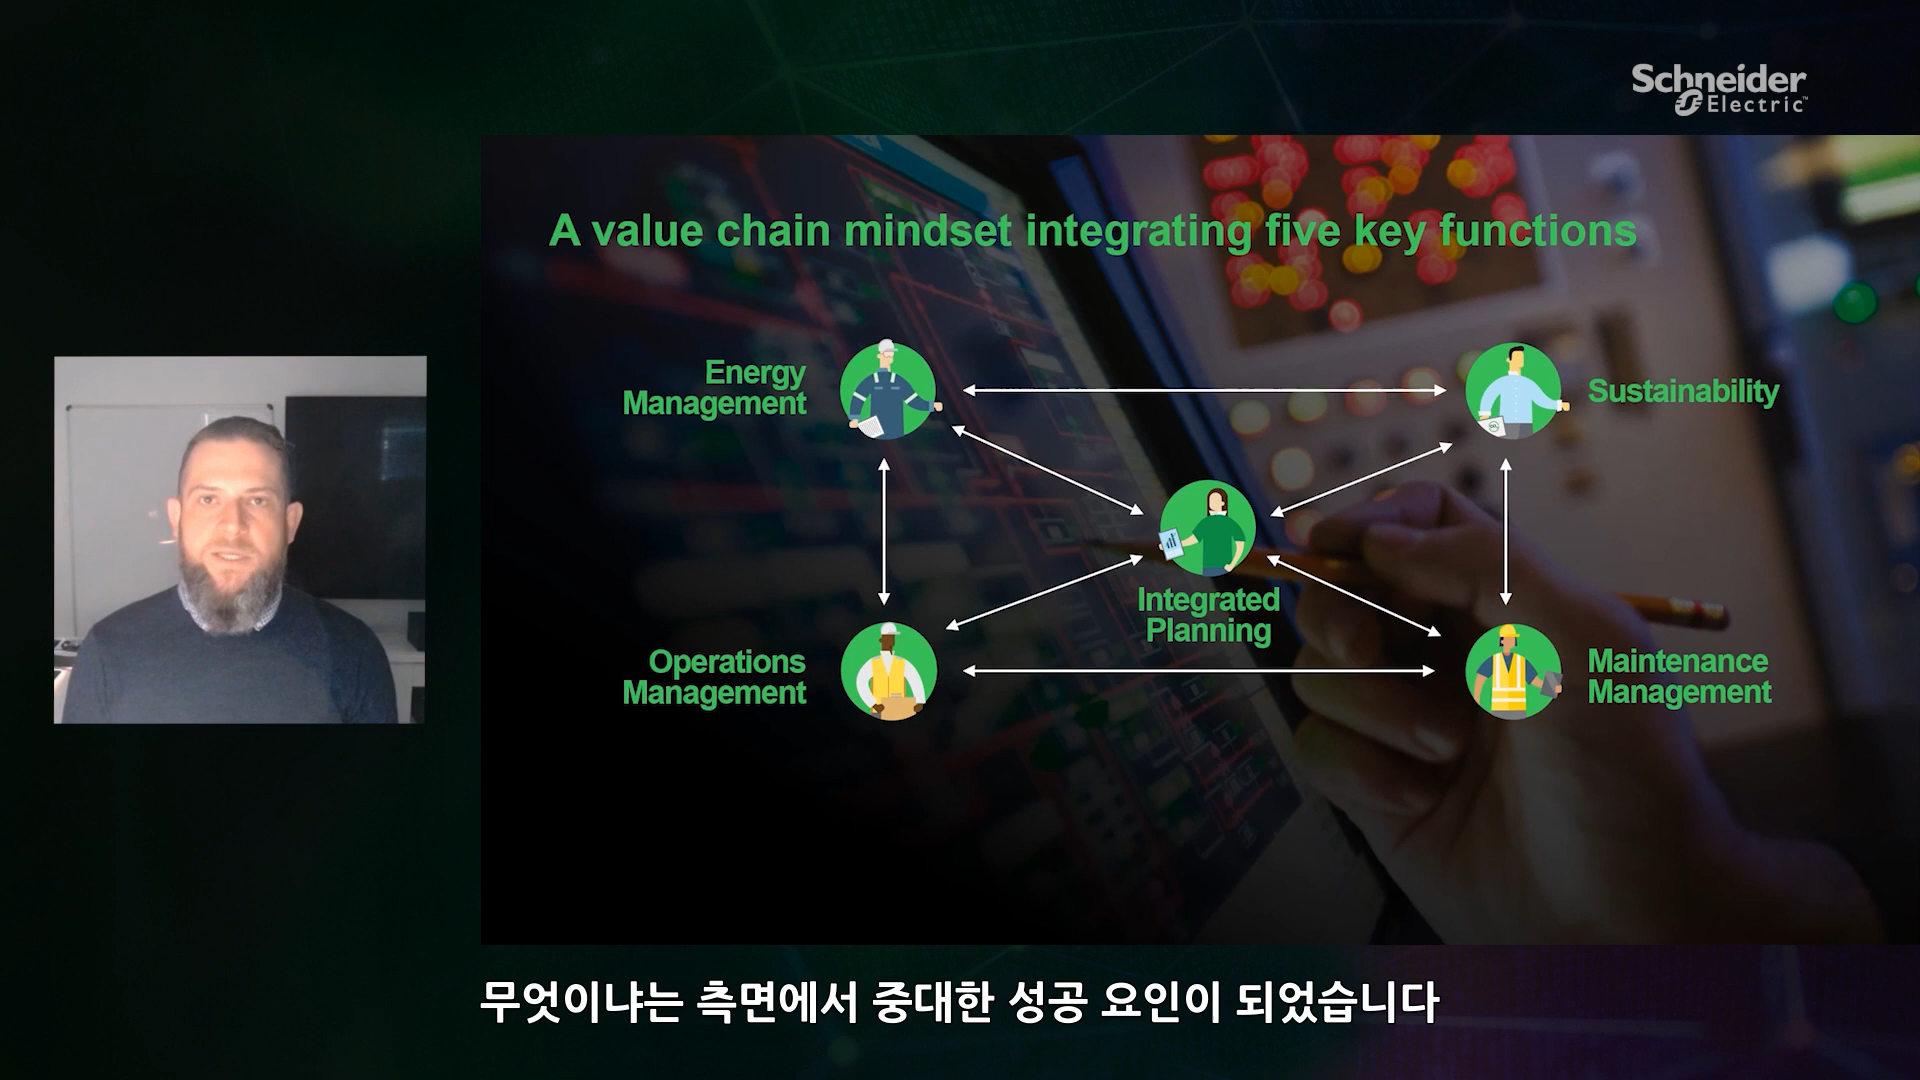 Schneider
Electric™
A value chain mindset integrating five key functions
Energy
Management
Sustainability
Integrated
Planning
Operations
Management
Maintenance
Management
무엇이냐는 측면에서 중대한 성공 요인이 되었습니다